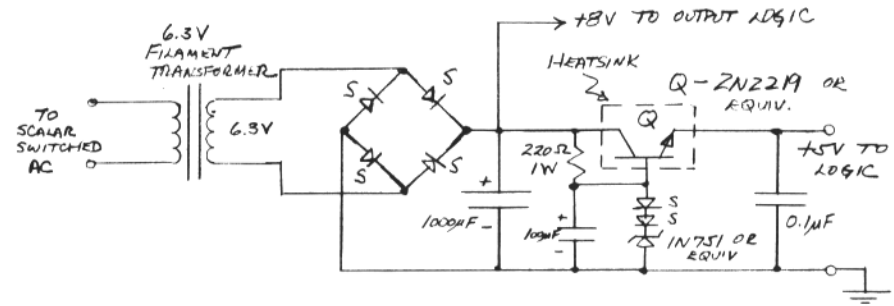 6.3V
FILAMENT
TRANSFORMER
TO
SCALAR
SWITCHED
AC
6.3V
S
S
S
S
+8V TO OUTPUT LOGIC
HEATSINK
Q-2N2219 OR
EQUIV.
Q
+
1000µF
-
220Ω
1W
+
100µF
-
S
S
1N751 OR
EQUIV
0.1µF
+5V TO
LOGIC